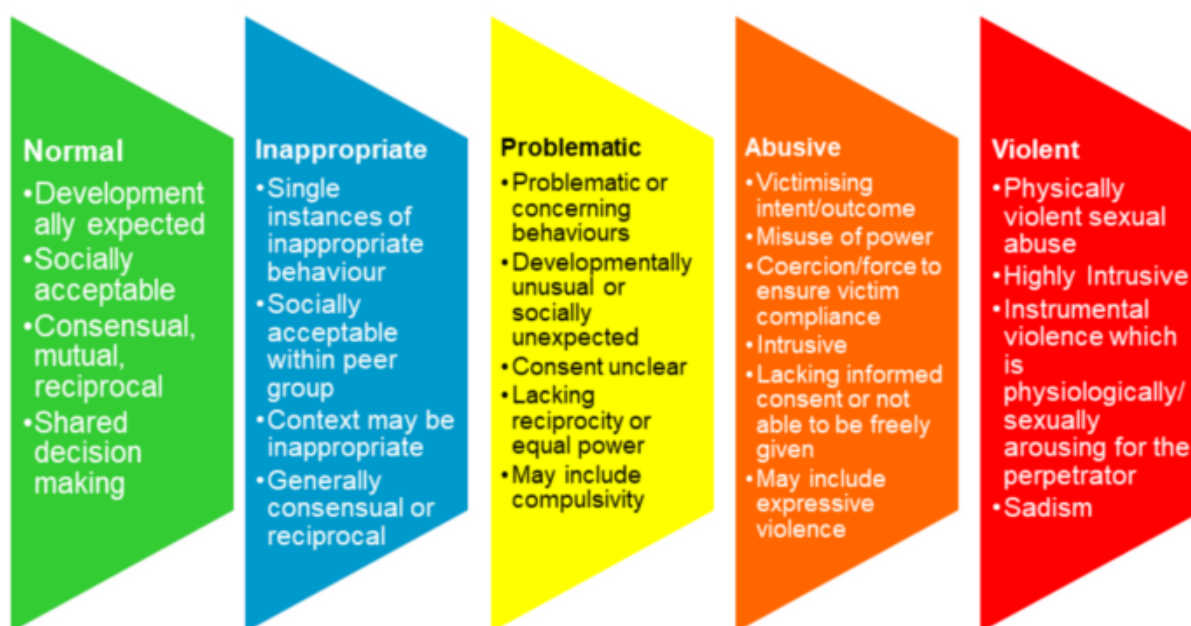 Normal
•Development
ally expected
•Socially
acceptable
•Consensual,
mutual,
reciprocal
•Shared
decision
making
Inappropriate
•Single
instances of
inappropriate
behaviour
•Socially
acceptable
within peer
group
•Context may be
inappropriate
•Generally
consensual or
reciprocal
Problematic
•Problematic or
concerning
behaviours
•Developmentally
unusual or
socially
unexpected
•Consent unclear
•Lacking
reciprocity or
equal power
•May include
compulsivity
Abusive
•Victimising
intent/outcome
•Misuse of power
•Coercion/force to
ensure victim
compliance
•Intrusive
•Lacking informed
consent or not
able to be freely
given
•May include
expressive
violence
Violent
•Physically
violent sexual
abuse
•Highly Intrusive
•Instrumental
violence which
is
physiologically/
sexually
arousing for the
perpetrator
•Sadism